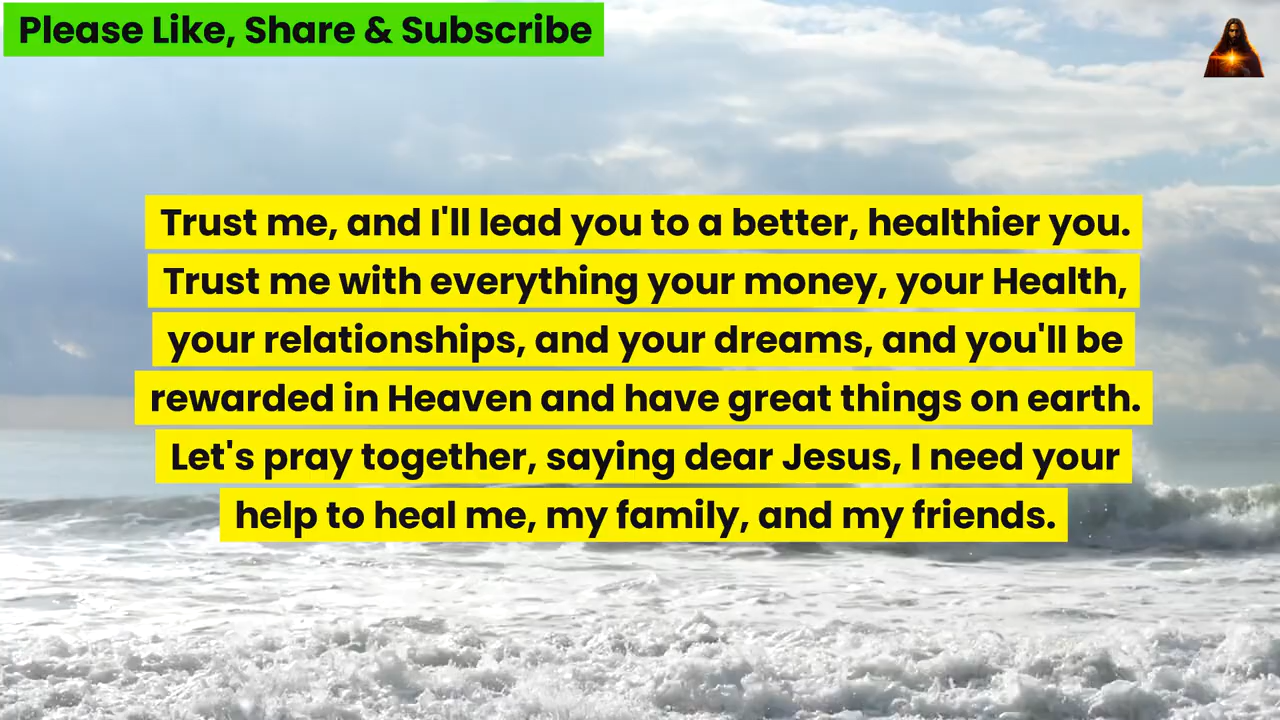 Please Like, Share & Subscribe
Trust me, and I'll lead you to a better, healthier you.
Trust me with everything your money, your Health,
your relationships, and your dreams, and you'll be
rewarded in Heaven and have great things on earth.
Let's pray together, saying dear Jesus, I need your
help to heal me, my family, and my friends.